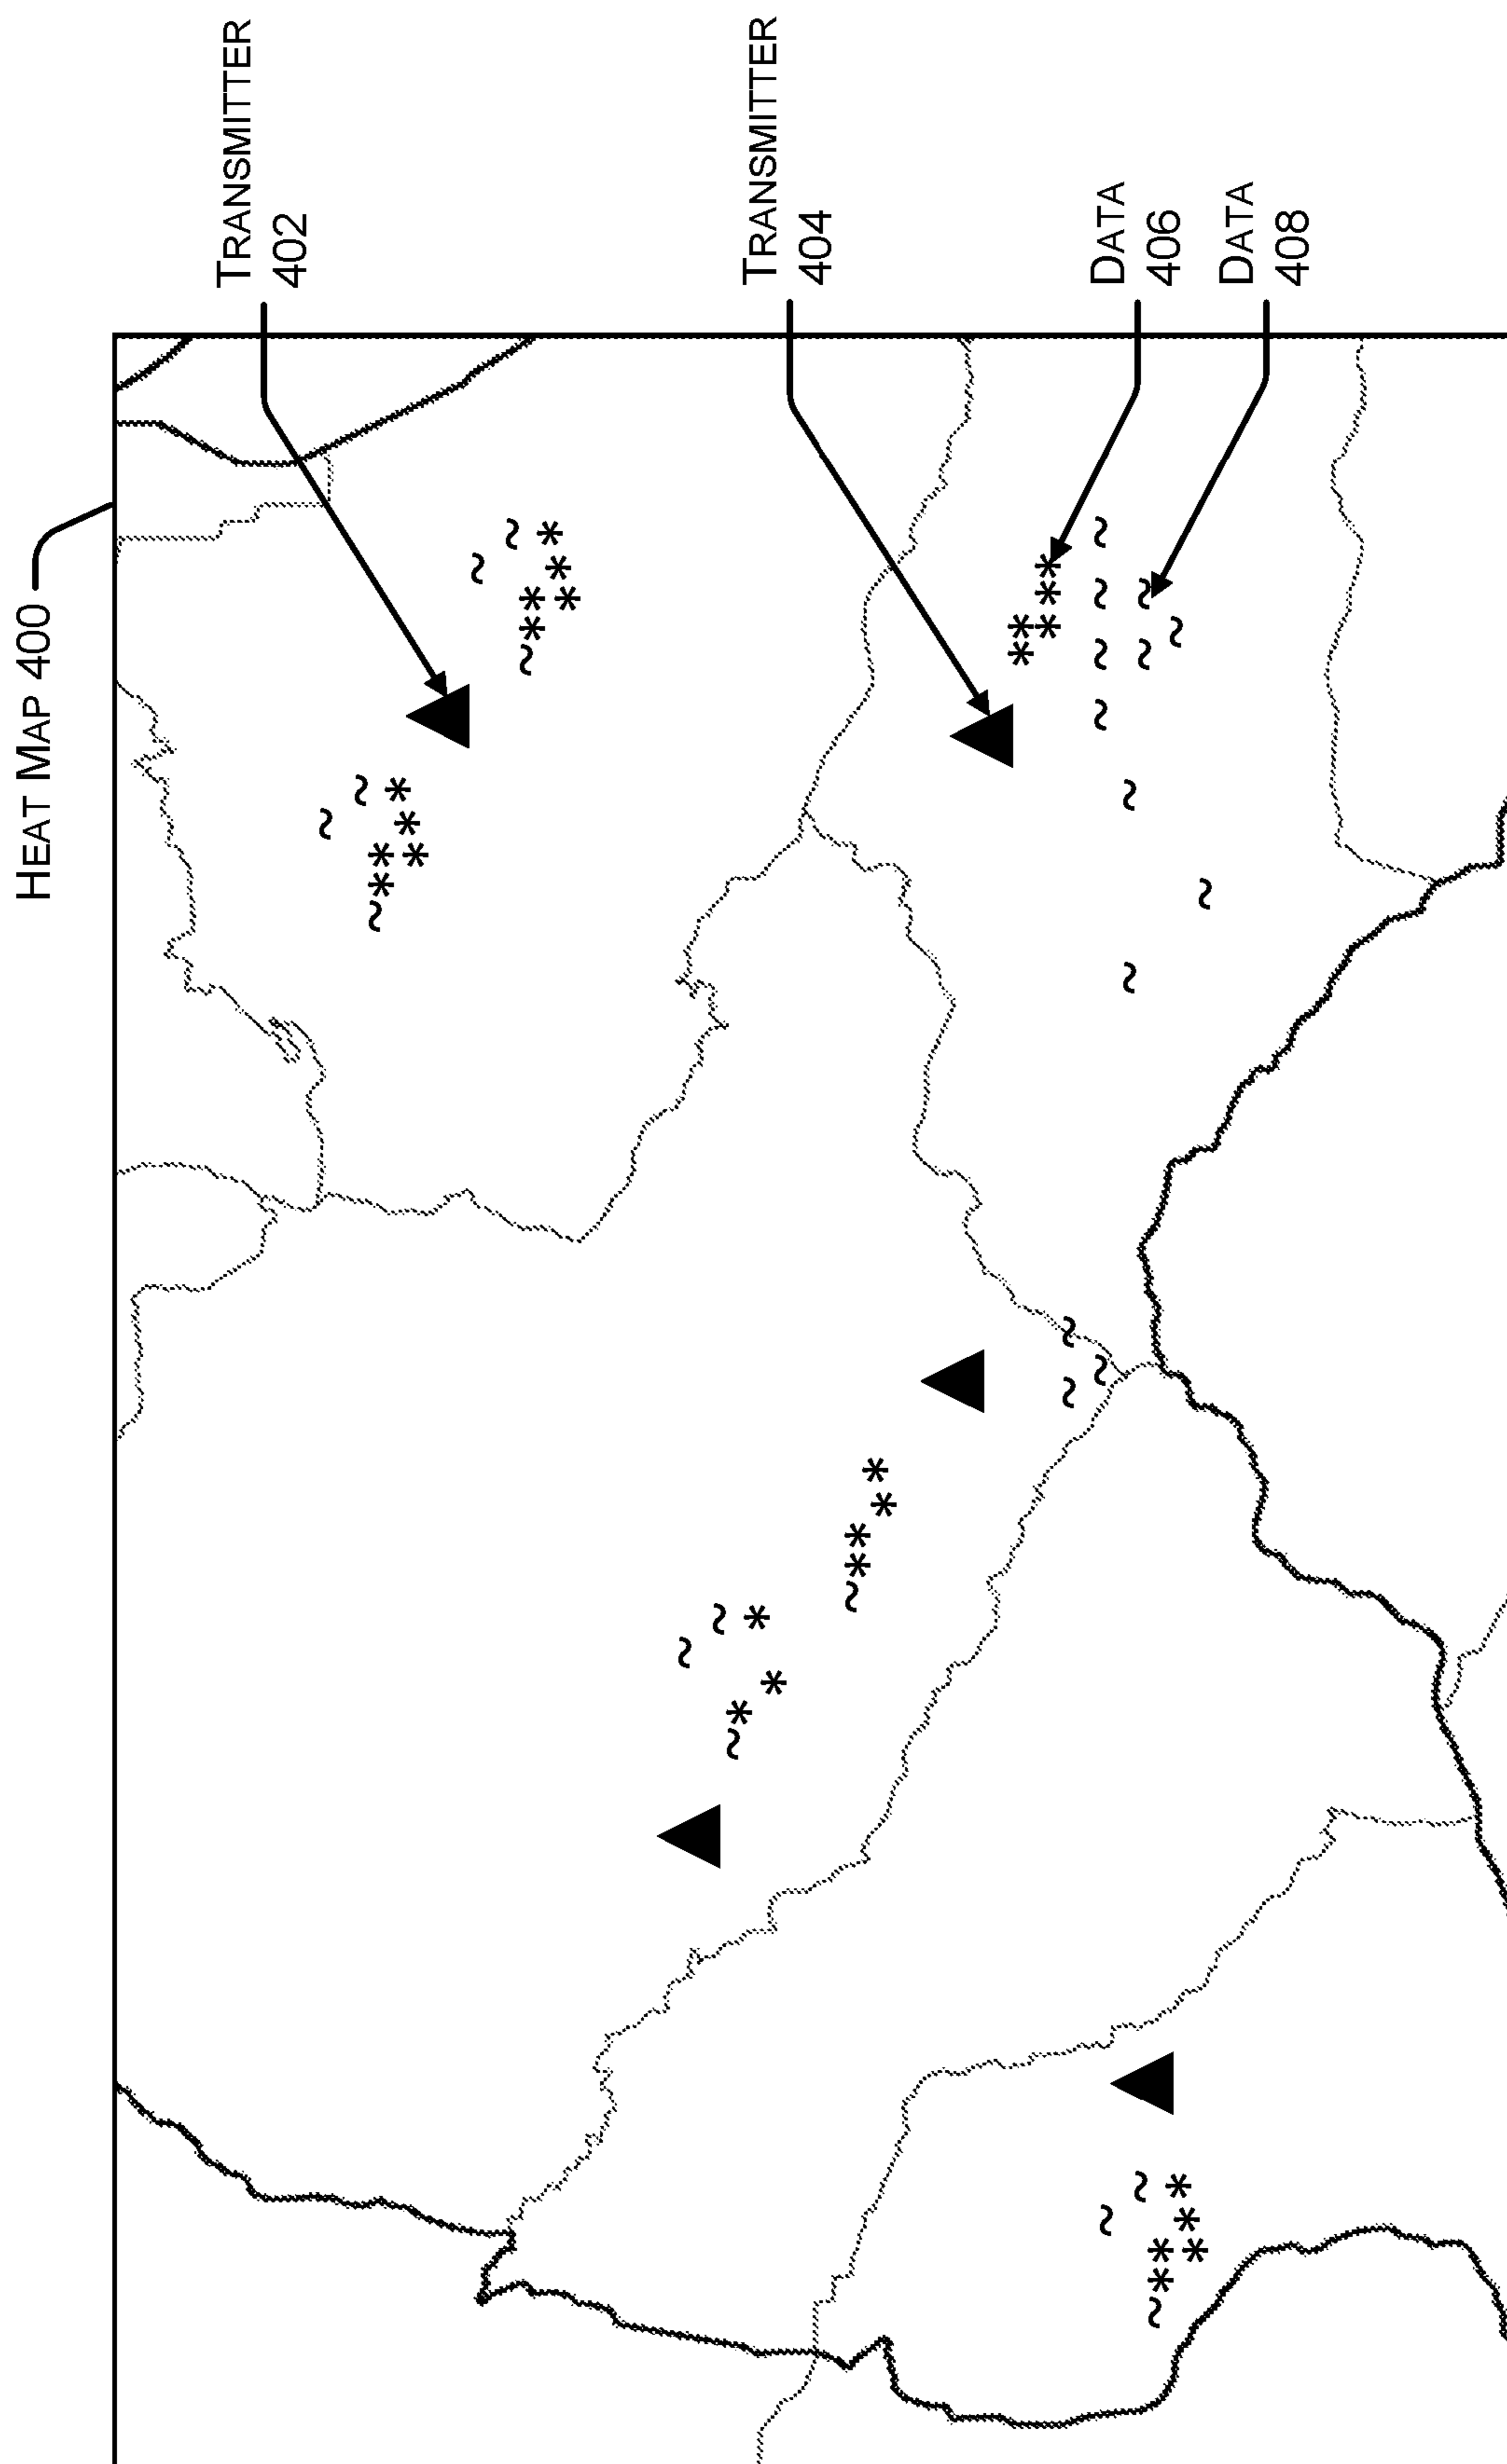 HEAT MAP 400
TRANSMITTER
402
TRANSMITTER
404
DATA
406
DATA
408